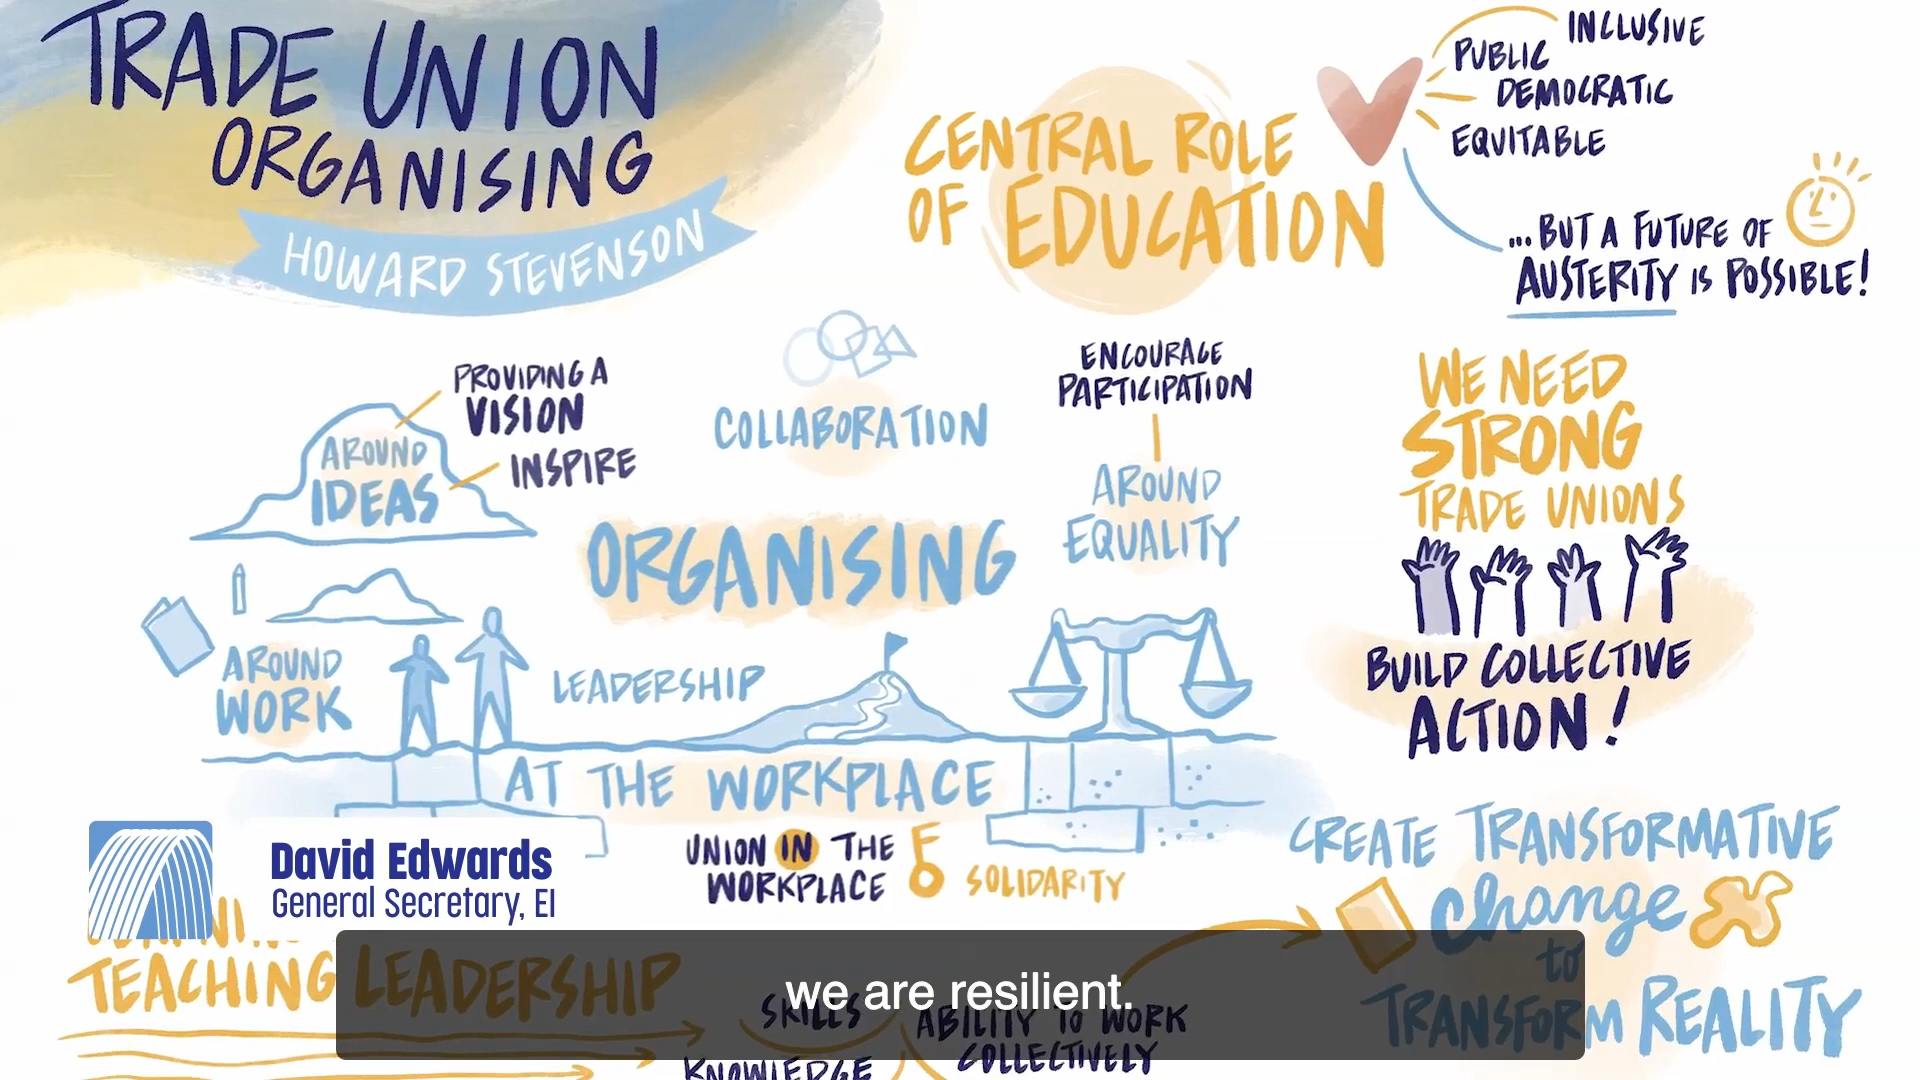 TRADE UNION
ORGANISING
HOWARD STEVENSON
CENTRAL ROLE
OF EDUCATION
INCLUSIVE
PUBLIC
DEMOCRATIC
EQUITABLE
...BUT A FUTURE OF
AUSTERITY IS POSSIBLE!
PROVIDING A
VISION
INSPIRE
AROUND
IDEAS
COLLABORATION
ENCOURAGE
PARTICIPATION
AROUND
EQUALITY
WE NEED
STRONG
TRADE UNIONS
BUILD COLLECTIVE
ACTION!
ORGANISING
AROUND
WORK
LEADERSHIP
AT THE WORKPLACE
UNION IN THE
WORKPLACE
SOLIDARITY
CREATE TRANSFORMATIVE
change
to
TRANSFORM REALITY
David Edwards
General Secretary, EI
TEACHING LEADERSHIP
we are resilient.
SKILLS
KNOWLEDGE
ABILITY TO WORK
COLLECTIVELY